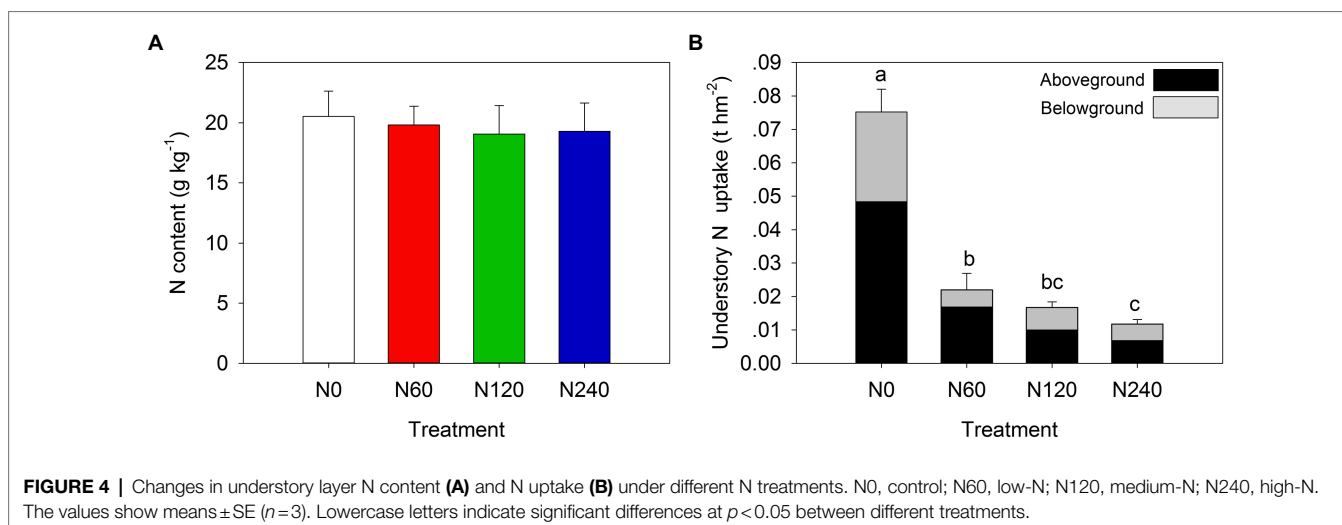 A
B
25
20
15
10
5
0
N content (g kg-1)
N0 N60 N120 N240
Treatment
.09
.08
.07
.06
.05
.04
.03
.02
.01
0.00
Understory N uptake (t hm-2)
a
b
bc
c
Aboveground
Belowground
N0 N60 N120 N240
Treatment
FIGURE 4 | Changes in understory layer N content (A) and N uptake (B) under different N treatments. N0, control; N60, low-N; N120, medium-N; N240, high-N.
The values show means±SE (n=3). Lowercase letters indicate significant differences at p<0.05 between different treatments.